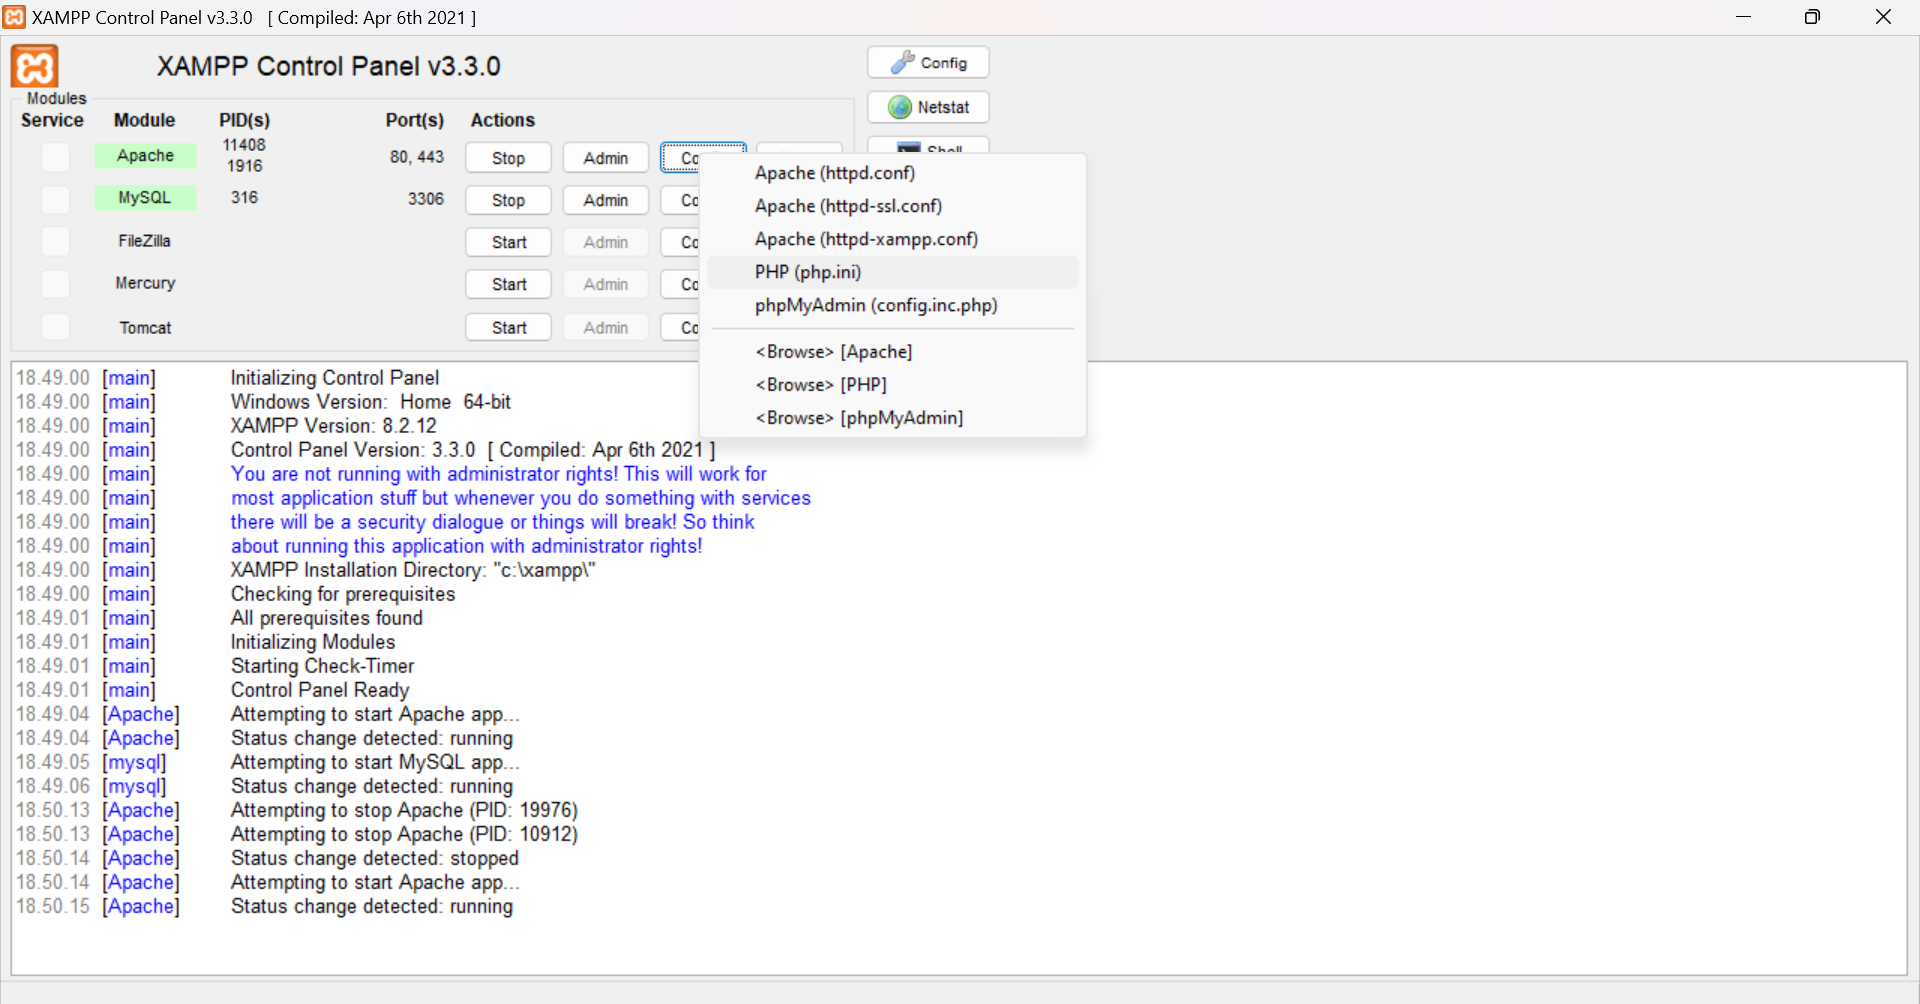 XAMPP Control Panel v3.3.0 [ Compiled: Apr 6th 2021 ]
XAMPP Control Panel v3.3.0
Config
Netstat
Shell
Modules
Service Module PID(s) Port(s) Actions
Apache 11408 1916 80, 443 Stop Admin
MySQL 316 3306 Stop Admin
FileZilla Start Admin
Mercury Start Admin
Tomcat Start Admin
Apache (httpd.conf)
Apache (httpd-ssl.conf)
Apache (httpd-xampp.conf)
PHP (php.ini)
phpMyAdmin (config.inc.php)
<Browse> [Apache]
<Browse> [PHP]
<Browse> [phpMyAdmin]
18.49.00 [main] Initializing Control Panel
18.49.00 [main] Windows Version: Home 64-bit
18.49.00 [main] XAMPP Version: 8.2.12
18.49.00 [main] Control Panel Version: 3.3.0 [ Compiled: Apr 6th 2021 ]
18.49.00 [main] You are not running with administrator rights! This will work for
18.49.00 [main] most application stuff but whenever you do something with services
18.49.00 [main] there will be a security dialogue or things will break! So think
18.49.00 [main] about running this application with administrator rights!
18.49.00 [main] XAMPP Installation Directory: "c:\xampp\"
18.49.00 [main] Checking for prerequisites
18.49.01 [main] All prerequisites found
18.49.01 [main] Initializing Modules
18.49.01 [main] Starting Check-Timer
18.49.01 [main] Control Panel Ready
18.49.04 [Apache] Attempting to start Apache app...
18.49.04 [Apache] Status change detected: running
18.49.05 [mysql] Attempting to start MySQL app...
18.49.06 [mysql] Status change detected: running
18.50.13 [Apache] Attempting to stop Apache (PID: 19976)
18.50.13 [Apache] Attempting to stop Apache (PID: 10912)
18.50.14 [Apache] Status change detected: stopped
18.50.14 [Apache] Attempting to start Apache app...
18.50.15 [Apache] Status change detected: running